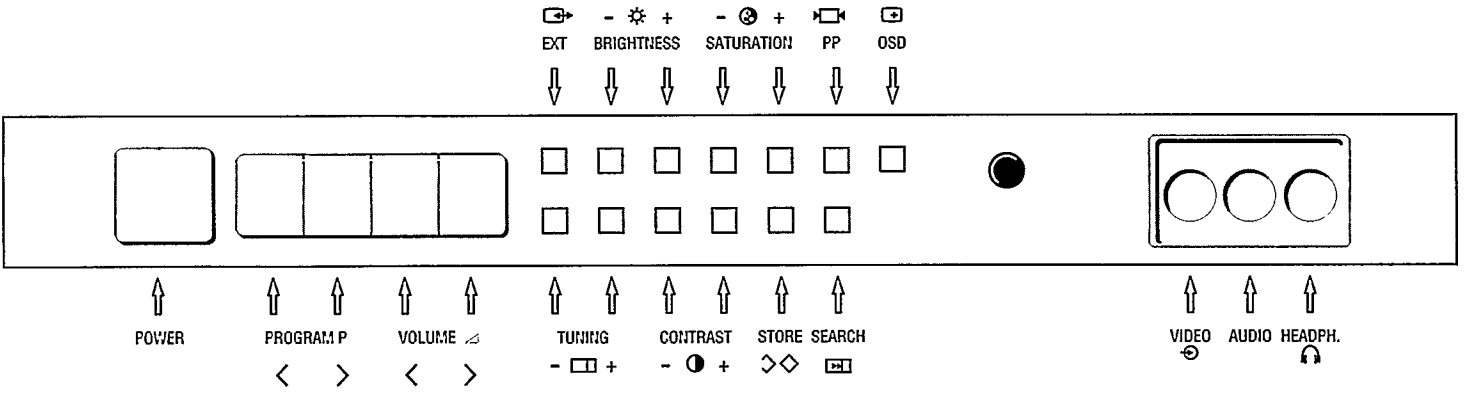 - + - +
EXT BRIGHTNESS SATURATION PP OSD
POWER PROGRAM P VOLUME TUNING CONTRAST STORE SEARCH VIDEO AUDIO HEADPH.
< > < > - + - +